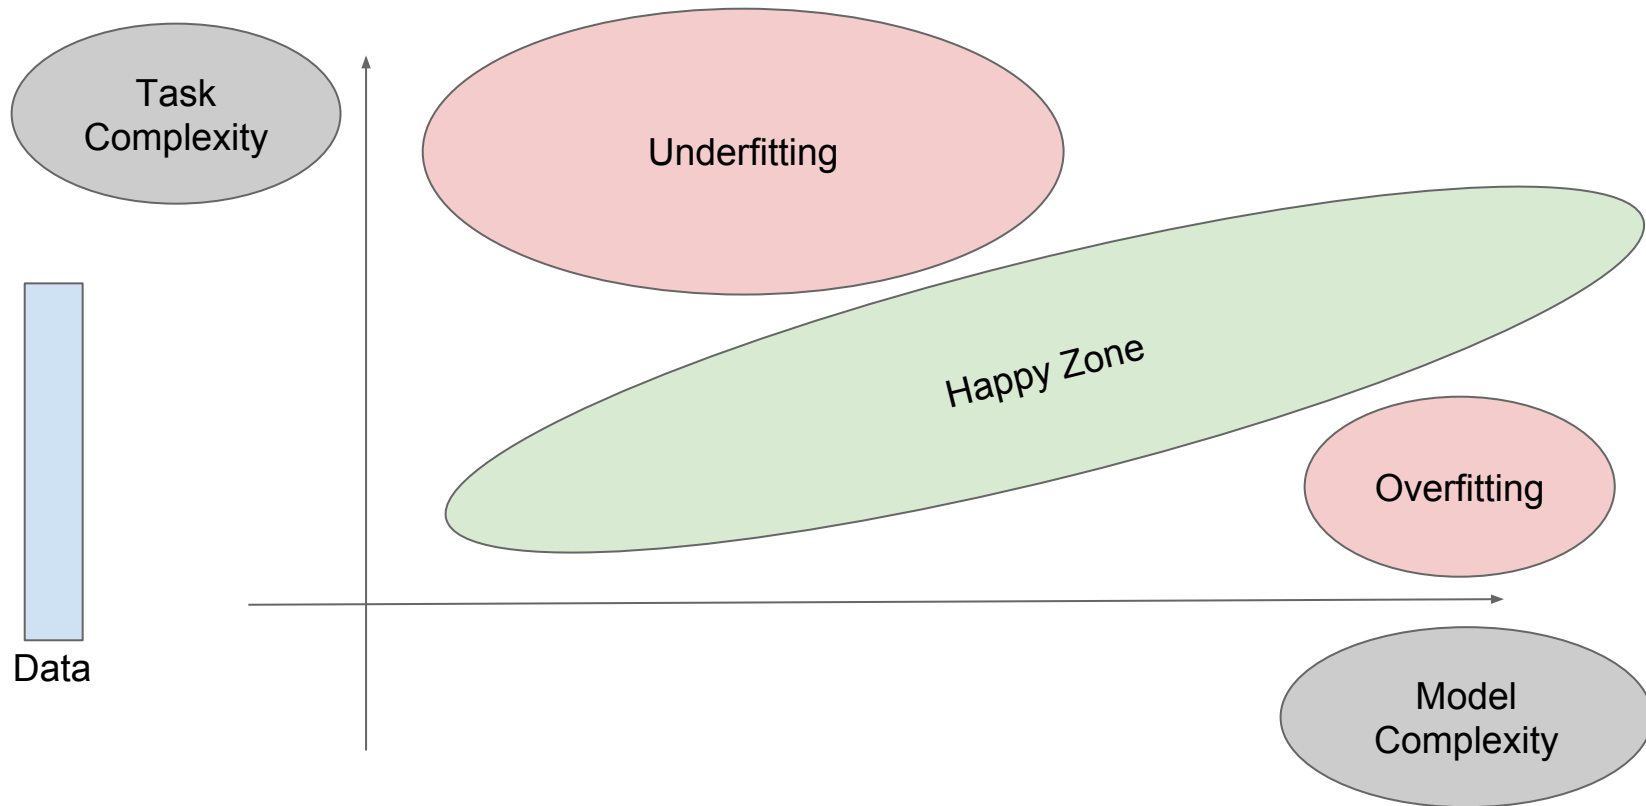 Task
Complexity
Underfitting
Happy Zone
Overfitting
Data
Model
Complexity